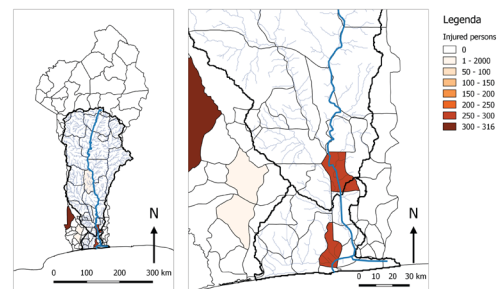 Legenda
Injured persons
0
1 - 2000
50 - 100
100 - 150
150 - 200
200 - 250
250 - 300
300 - 316
N
0 100 200 300 km
N
0 10 20 30 km